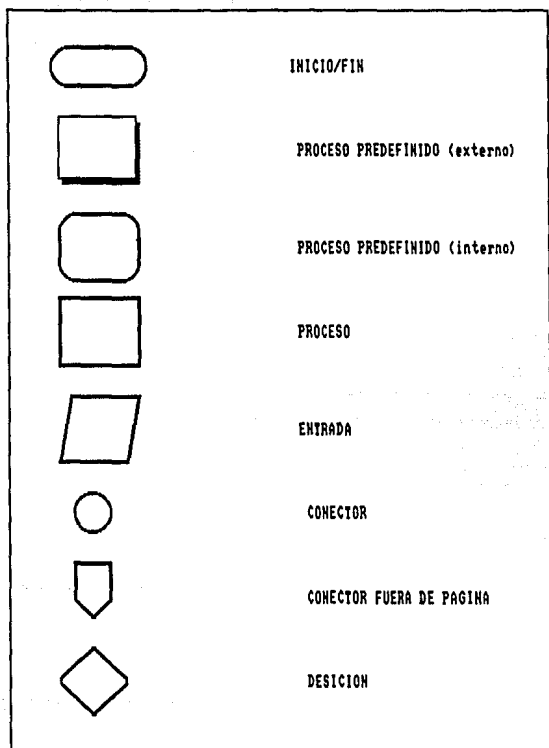 INICIO/FIN
PROCESO PREDEFINIDO (externo)
PROCESO PREDEFINIDO (interno)
PROCESO
ENTRADA
CONECTOR
CONECTOR FUERA DE PAGINA
DESICION